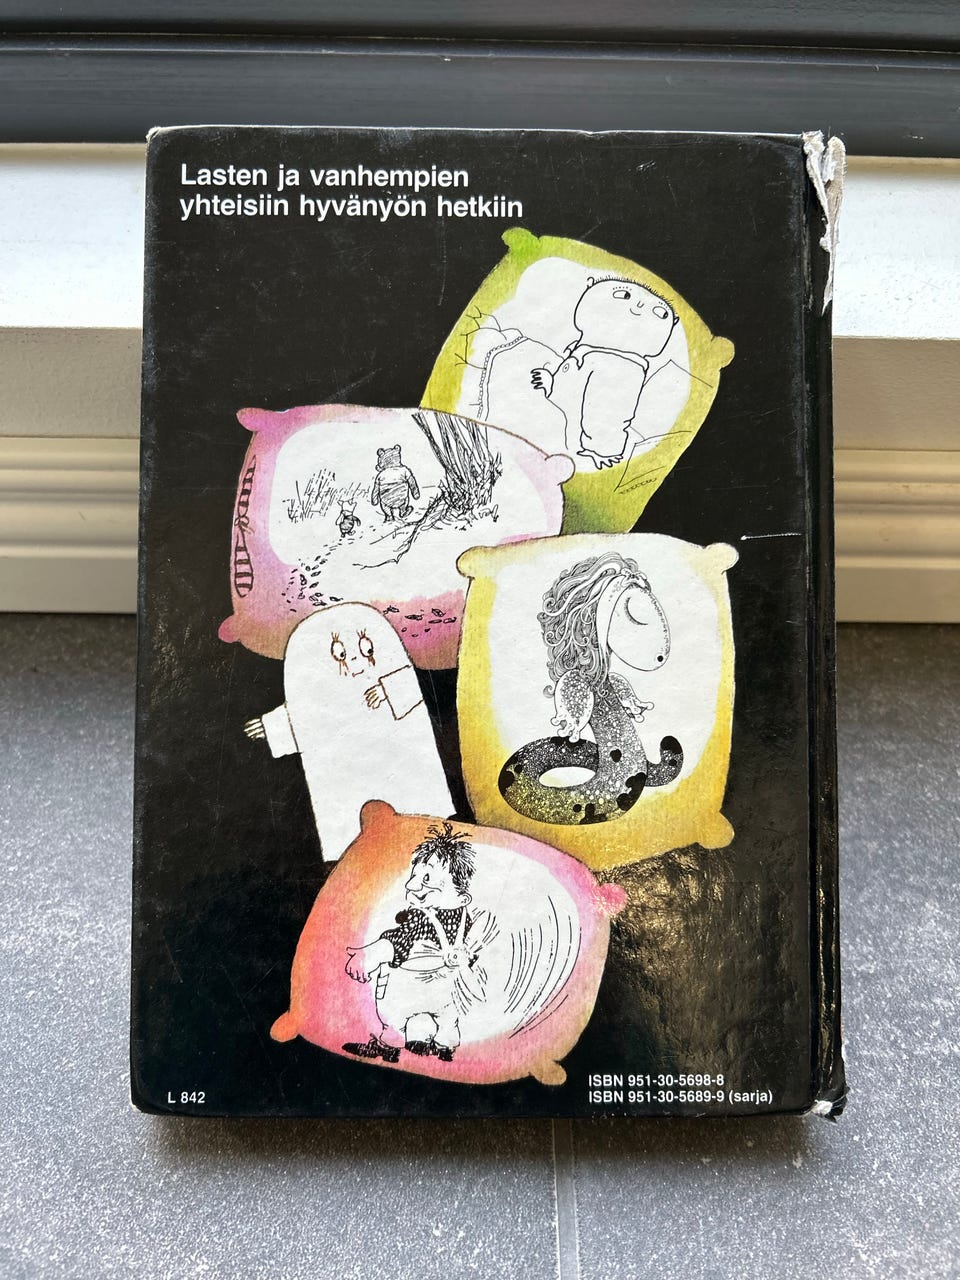 Lasten ja vanhempien
yhteisiin hyvänyön hetkiin
L 842
ISBN 951-30-5698-8
ISBN 951-30-5689-9 (sarja)